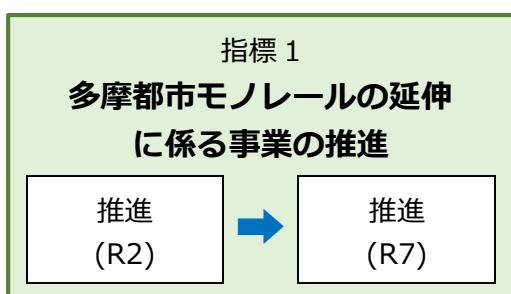 指標１
多摩都市モノレールの延伸
に係る事業の推進
推進
(R2)
推進
(R7)